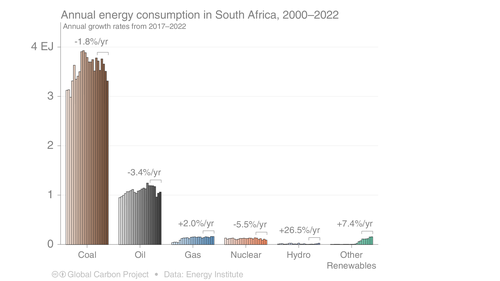 Annual energy consumption in South Africa, 2000–2022
Annual growth rates from 2017–2022
4 EJ
3
2
1
0
-1.8%/yr
-3.4%/yr
+2.0%/yr
-5.5%/yr
+26.5%/yr
+7.4%/yr
Coal
Oil
Gas
Nuclear
Hydro
Other
Renewables
Global Carbon Project • Data: Energy Institute